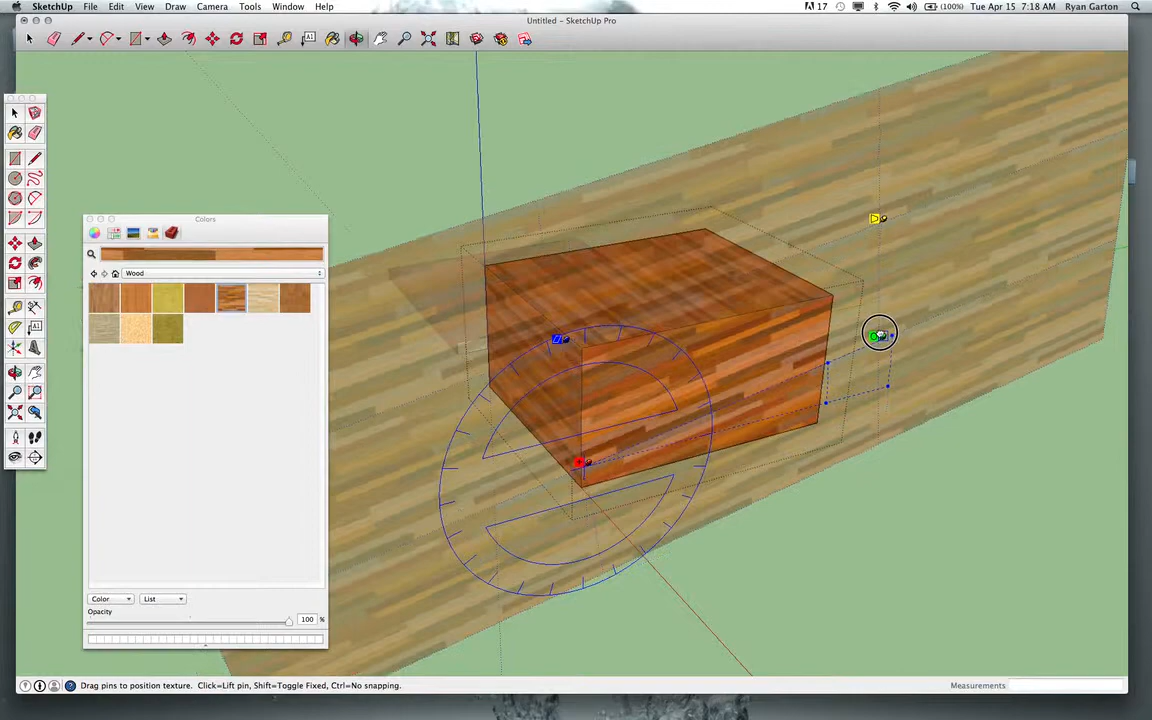 SketchUp File Edit View Draw Camera Tools Window Help
17 (100%) Tue Apr 15 7:18 AM Ryan Garton
Untitled - SketchUp Pro
A1
Colors
A1
Wood
Color List
Opacity
100 %
Drag pins to position texture. Click=Lift pin, Shift=Toggle Fixed, Ctrl=No snapping.
Measurements